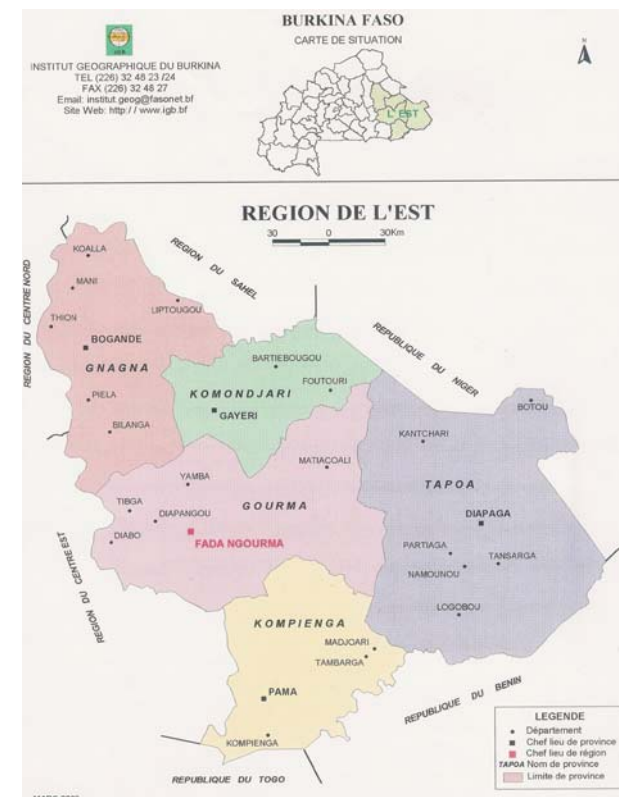 BURKINA FASO
CARTE DE SITUATION
N
INSTITUT GEOGRAPHIQUE DU BURKINA
TEL (226) 32 48 23 /24
FAX (226) 32 48 27
Email: institut geog@fasonet.bf
Site Web: http:/ / www.igb.bf
L' EST
REGION DE L'EST
30 0 30Km
REGION DU SAHEL
REGION DU CENTRE NORD
REPUBLIQUE DU NIGER
REGION DU CENTRE EST
REPUBLIQUE DU BENIN
REPUBLIQUE DU TOGO
KOALLA
MANI
LIPTOUGOU
THION
BOGANDE
GNAGNA
PIELA
BILANGA
BARTIEBOUGOU
FOUTOURI
KOMONDJARI
GAYERI
BOTOU
KANTCHARI
TAPOA
DIAPAGA
PARTIAGA
TANSARGA
NAMOUNOU
LOGOBOU
MATIACOALI
YAMBA
GOURMA
TIBGA
DIAPANGOU
DIABO
FADA NGOURMA
KOMPIENGA
MADJOARI
TAMBARGA
PAMA
KOMPIENGA
LEGENDE
Département
Chef lieu de province
Chef lieu de région
TAPOA Nom de province
Limite de province